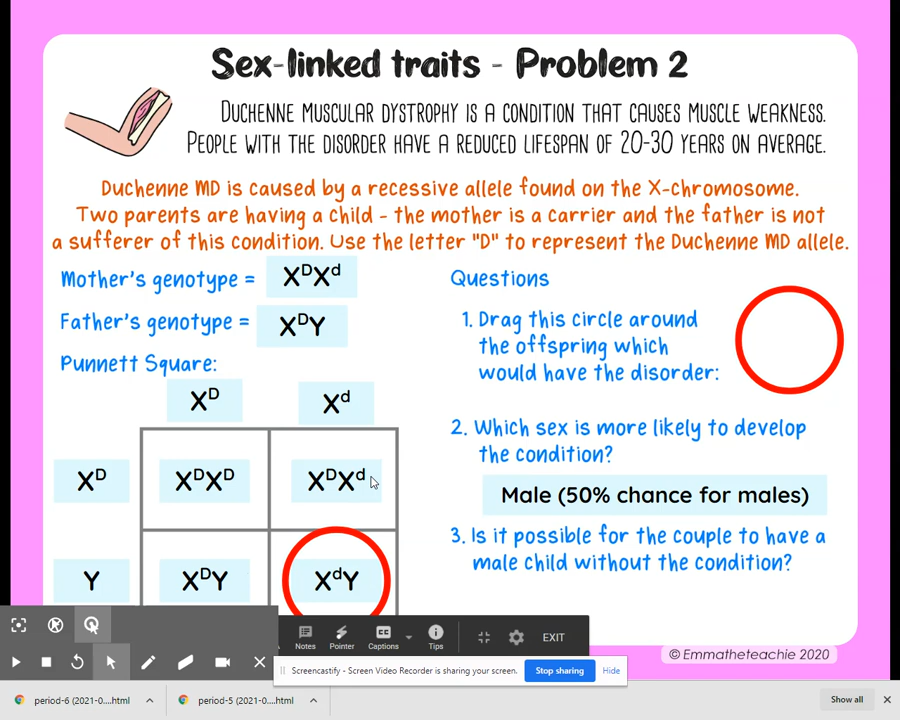 Sex-linked traits - Problem 2
Duchenne muscular dystrophy is a condition that causes muscle weakness.
People with the disorder have a reduced lifespan of 20-30 years on average.
Duchenne MD is caused by a recessive allele found on the X-chromosome.
Two parents are having a child - the mother is a carrier and the father is not
a sufferer of this condition. Use the letter "D" to represent the Duchenne MD allele.
Mother's genotype = XᴰXᵈ
Father's genotype = XᴰY
Punnett Square:
Xᴰ Xᵈ
Xᴰ XᴰXᴰ XᴰXᵈ
Y XᴰY XᵈY
Questions
1. Drag this circle around
the offspring which
would have the disorder:
2. Which sex is more likely to develop
the condition?
Male (50% chance for males)
3. Is it possible for the couple to have a
male child without the condition?
© Emmatheteachie 2020
Notes Pointer Captions Tips EXIT
Screencastify - Screen Video Recorder is sharing your screen. Stop sharing Hide
period-6 (2021-0....html period-5 (2021-0....html Show all